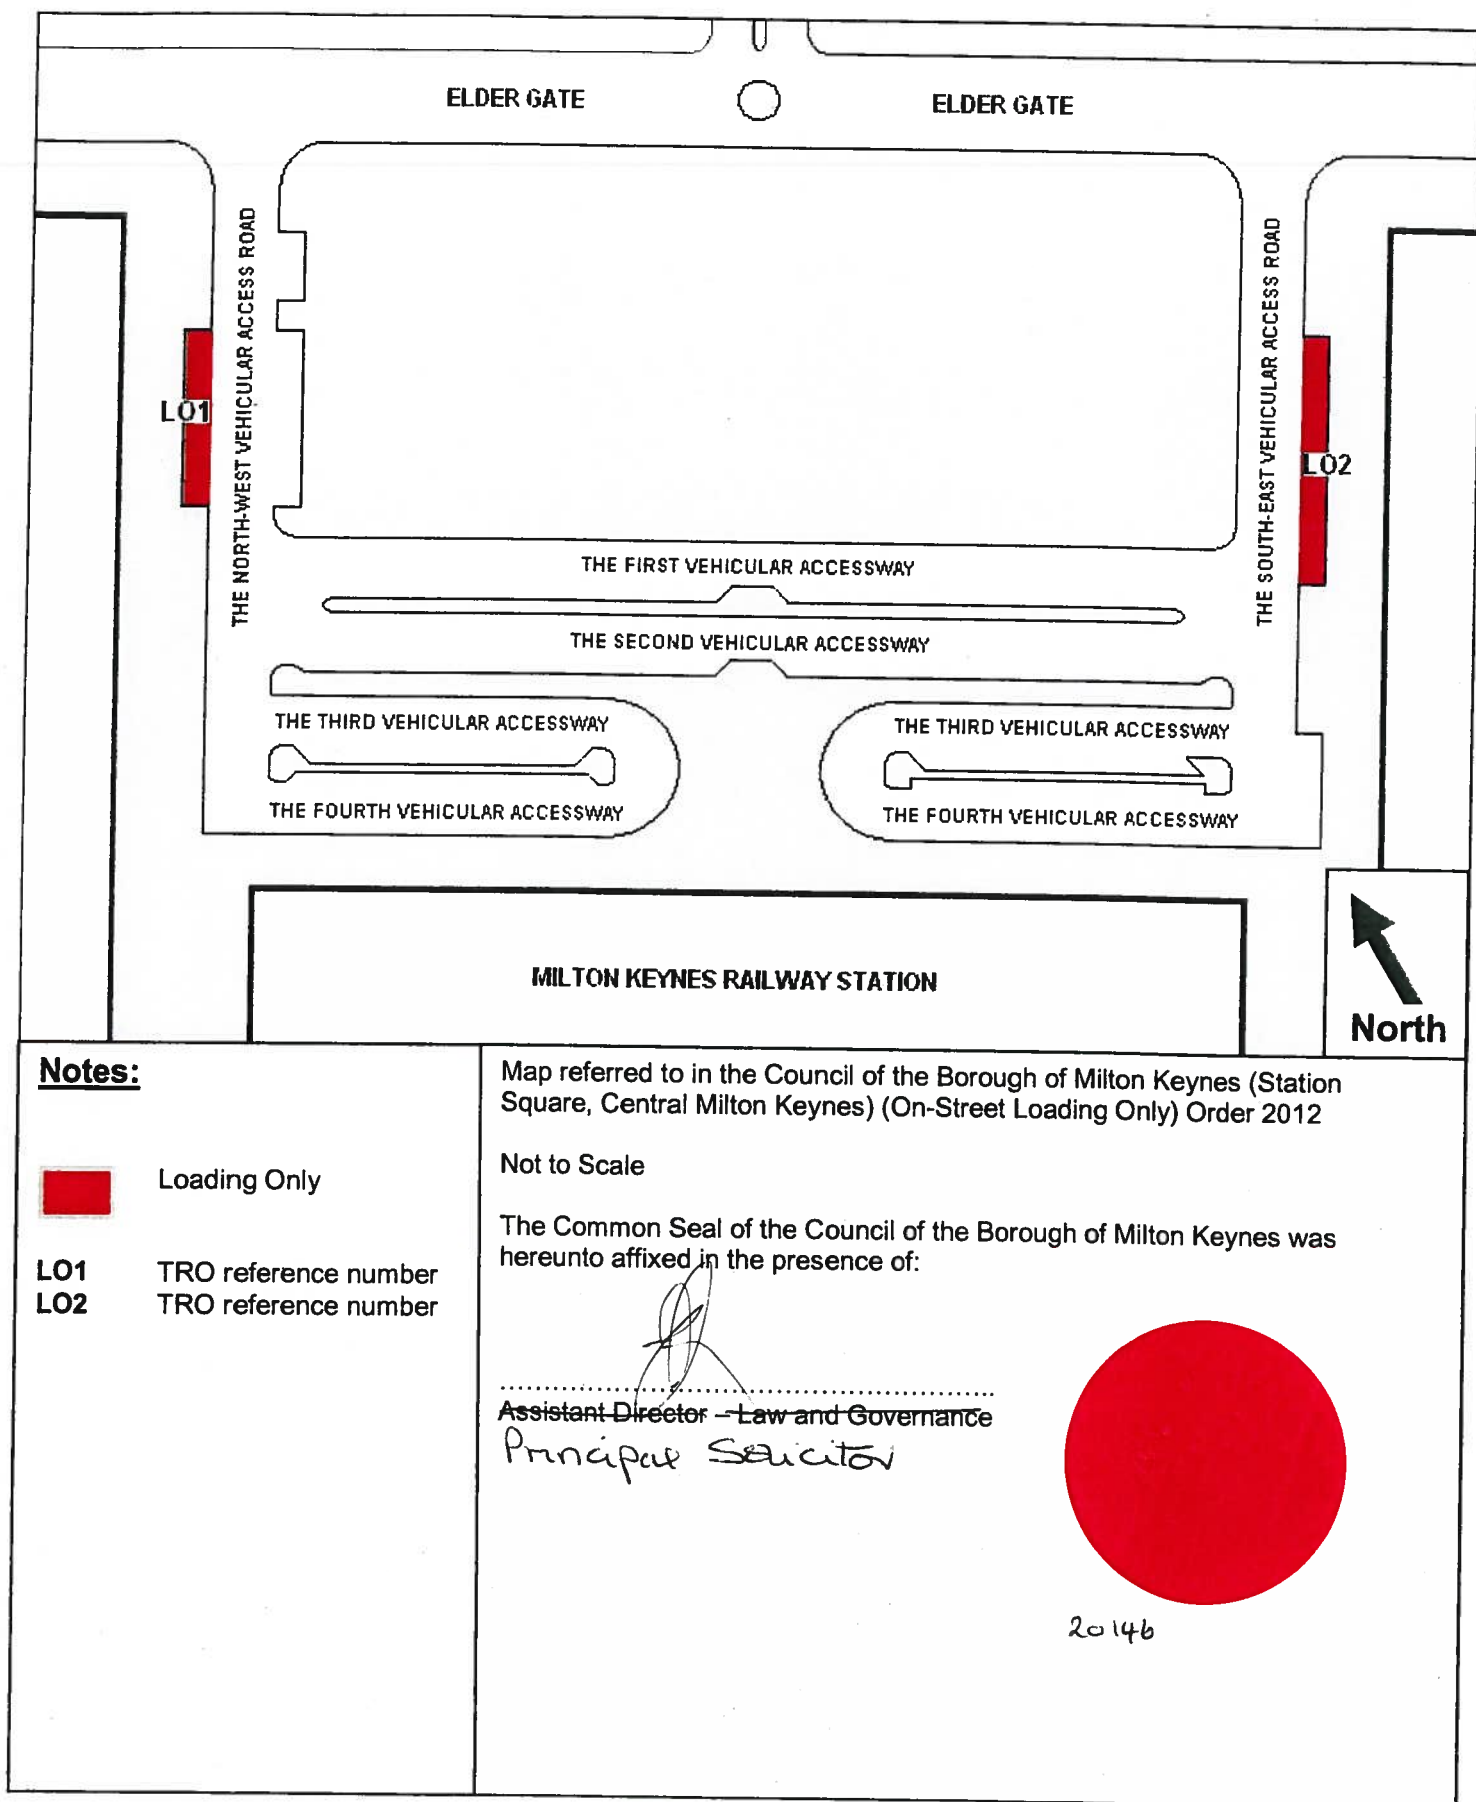 ELDER GATE
ELDER GATE
THE NORTH-WEST VEHICULAR ACCESS ROAD
THE SOUTH-EAST VEHICULAR ACCESS ROAD
LO1
LO2
THE FIRST VEHICULAR ACCESSWAY
THE SECOND VEHICULAR ACCESSWAY
THE THIRD VEHICULAR ACCESSWAY
THE THIRD VEHICULAR ACCESSWAY
THE FOURTH VEHICULAR ACCESSWAY
THE FOURTH VEHICULAR ACCESSWAY
MILTON KEYNES RAILWAY STATION
North
Notes:
Loading Only
LO1 TRO reference number
LO2 TRO reference number
Map referred to in the Council of the Borough of Milton Keynes (Station
Square, Central Milton Keynes) (On-Street Loading Only) Order 2012
Not to Scale
The Common Seal of the Council of the Borough of Milton Keynes was
hereunto affixed in the presence of:
Assistant Director – Law and Governance
Principal Solicitor
20146